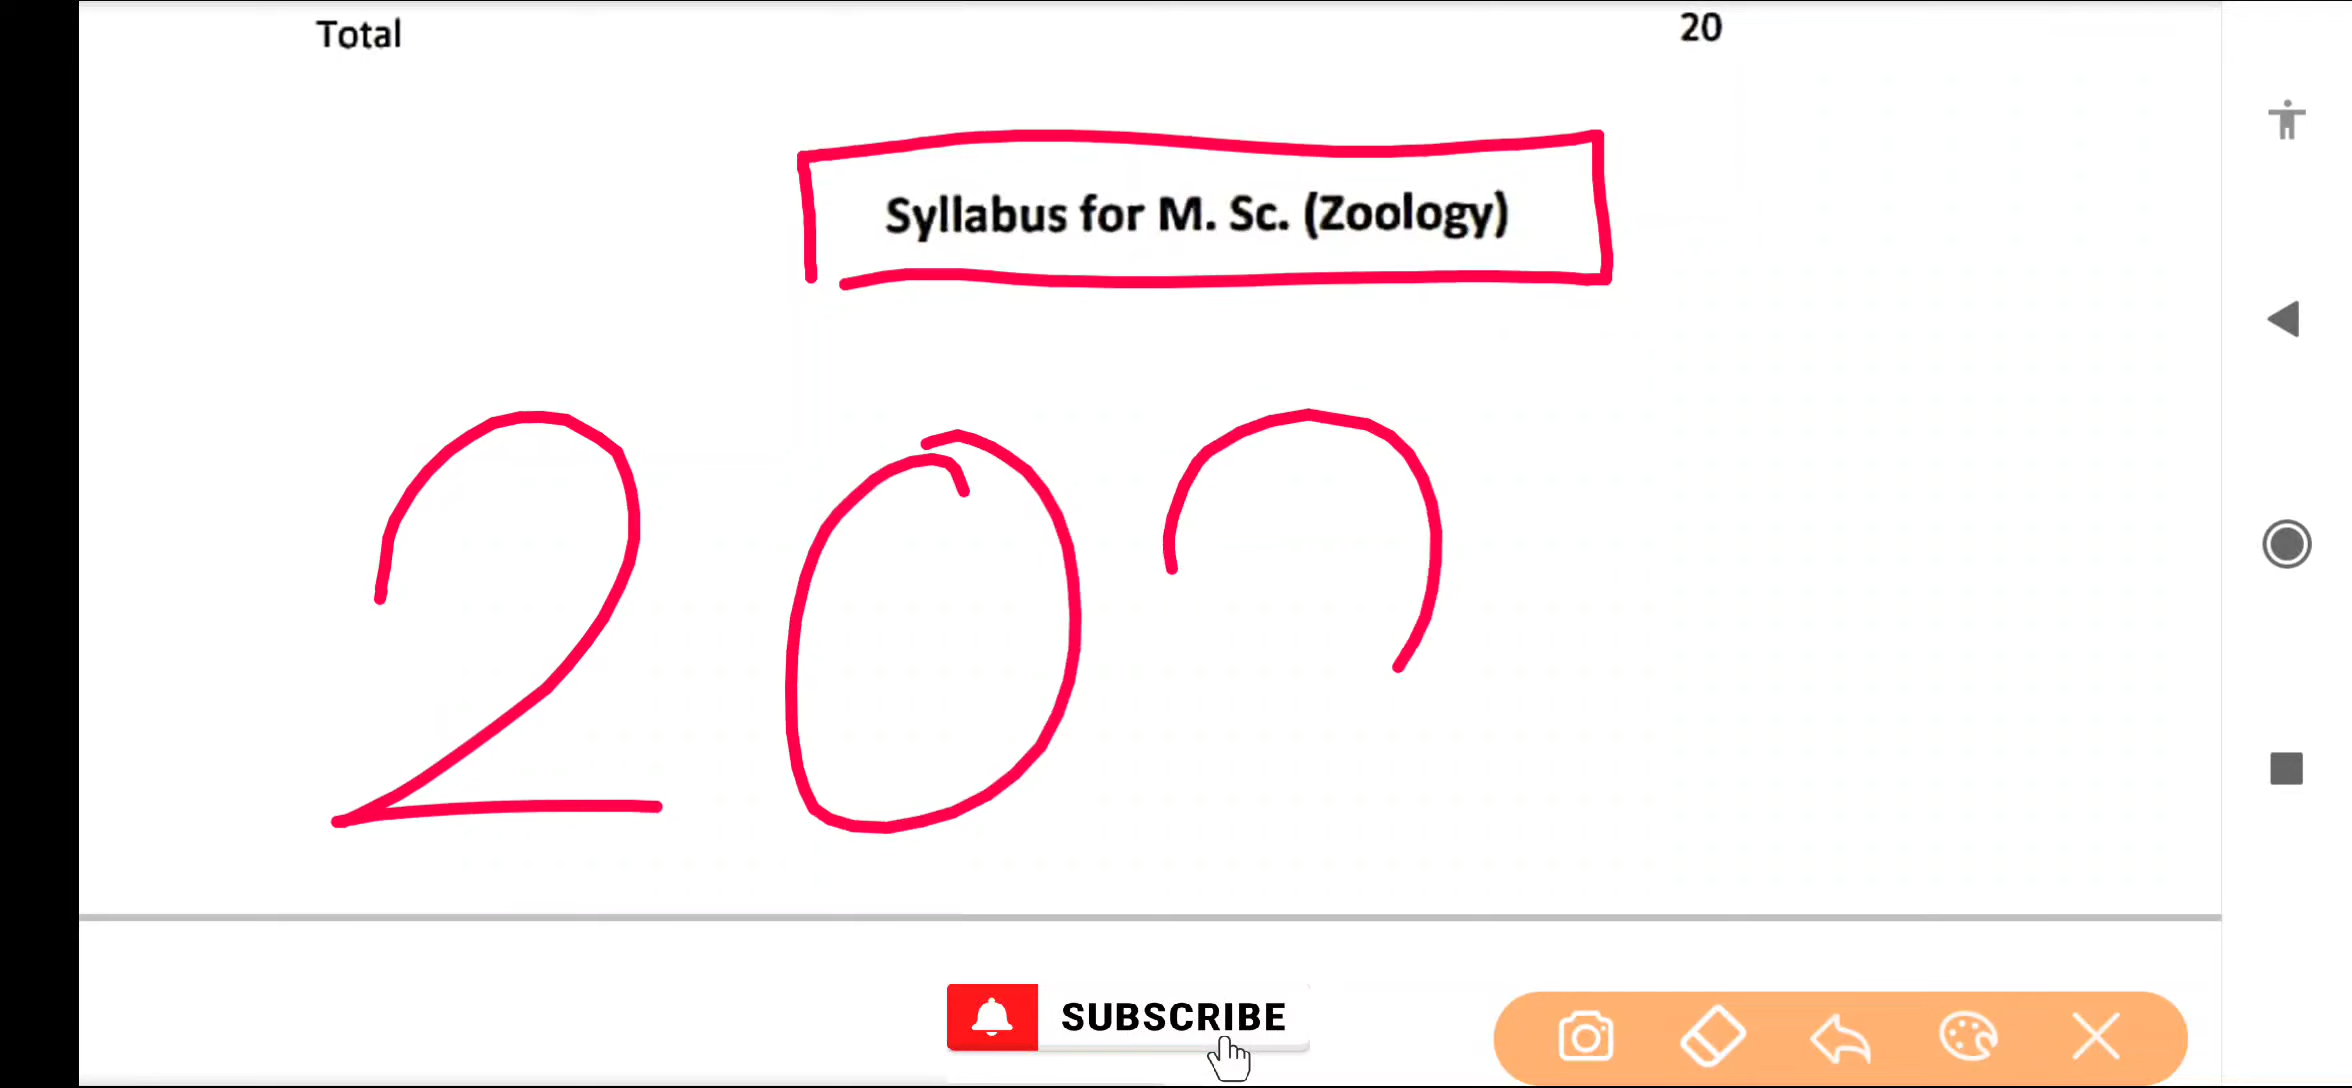 Total 20
Syllabus for M. Sc. (Zoology)
20
SUBSCRIBE